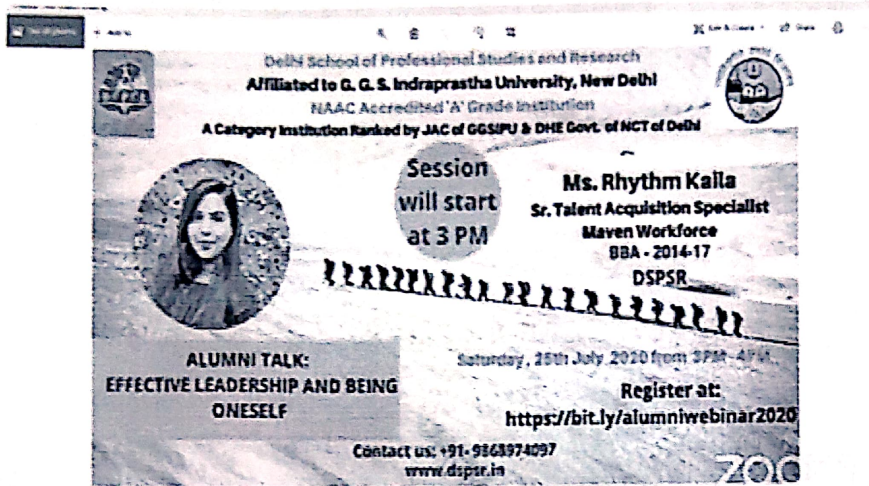 Delhi School of Professional Studies and Research
Affiliated to G. G. S. Indraprastha University, New Delhi
NAAC Accredited 'A' Grade Institution
A Category Institution Ranked by JAC of GGSIPU & DHE Govt. of NCT of Delhi
Session
will start
at 3 PM
Ms. Rhythm Kaila
Sr. Talent Acquisition Specialist
Maven Workforce
BBA - 2014-17
DSPSR
ALUMNI TALK:
EFFECTIVE LEADERSHIP AND BEING
ONESELF
Saturday, 25th July, 2020 from 3PM- 4PM
Register at:
https://bit.ly/alumniwebinar2020
Contact us: +91-
www.dspsr.in